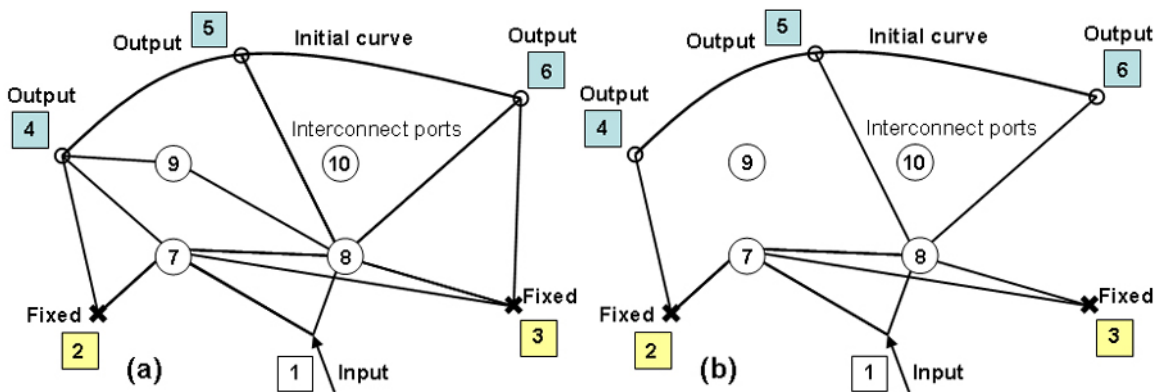 5
Output
Initial curve
Output
6
Output
4
Interconnect ports
9
10
7
8
Fixed
2
Fixed
3
(a)
1
Input
5
Output
Initial curve
Output
6
Output
4
Interconnect ports
9
10
7
8
Fixed
2
Fixed
3
(b)
1
Input